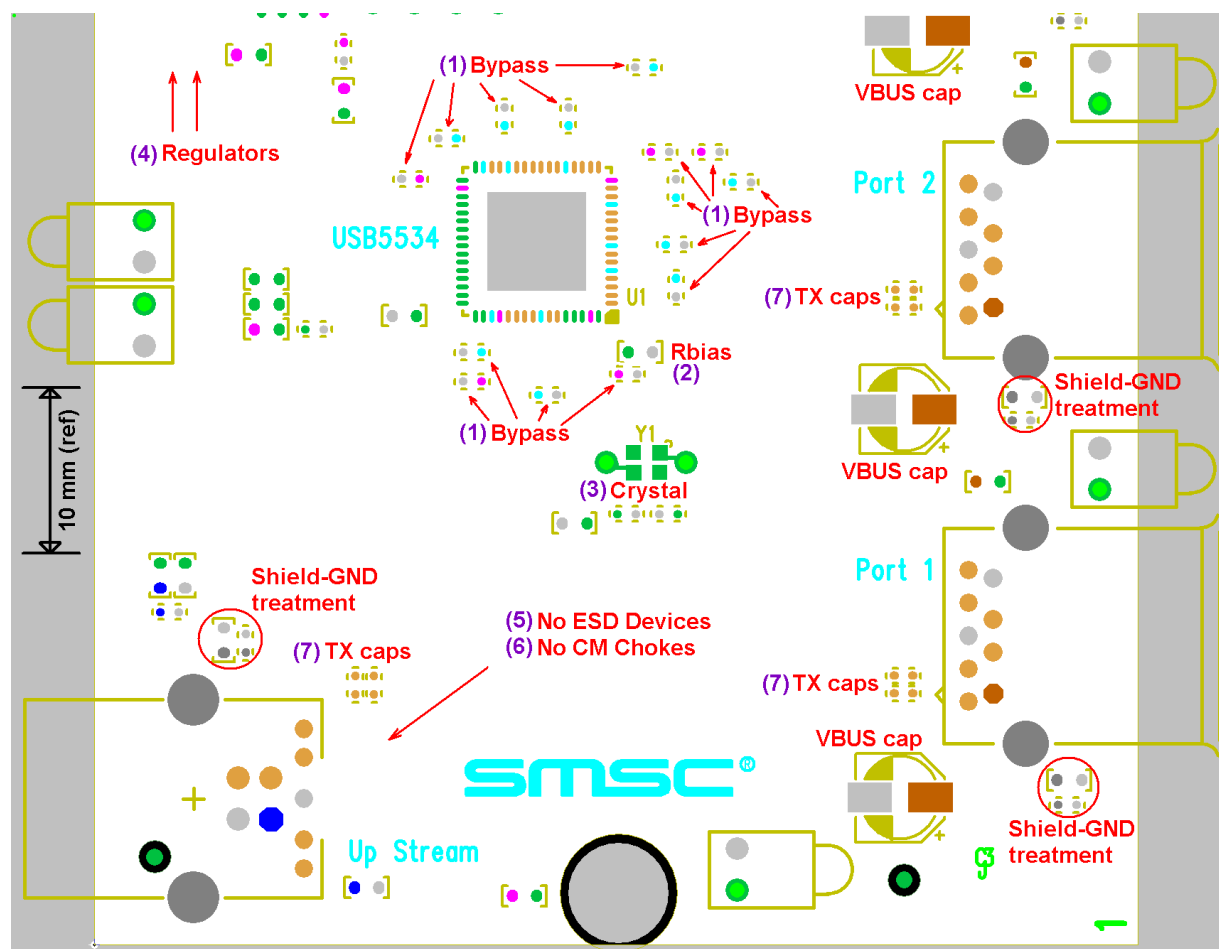 (1) Bypass
VBUS cap
(4) Regulators
Port 2
(1) Bypass
USB5534
U1
(7) TX caps
Rbias
(2)
Shield-GND
treatment
10 mm (ref)
(1) Bypass
Y1
VBUS cap
(3) Crystal
Port 1
Shield-GND
treatment
(5) No ESD Devices
(6) No CM Chokes
(7) TX caps
(7) TX caps
VBUS cap
SMSC®
Shield-GND
treatment
Up Stream
1